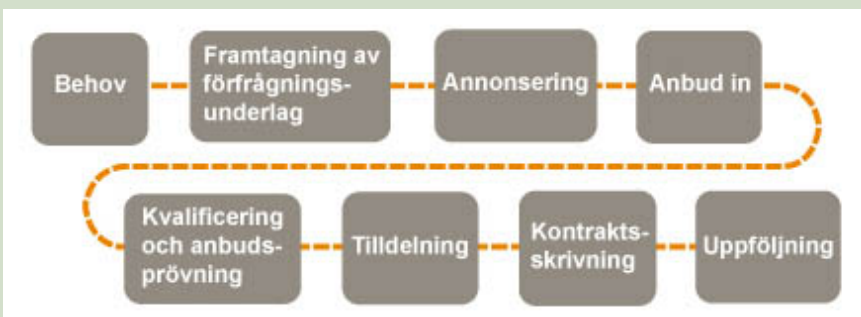 Behov
Framtagning av
förfrågnings-
underlag
Annonsering
Anbud in
Kvalificering
och anbuds-
prövning
Tilldelning
Kontrakts-
skrivning
Uppföljning